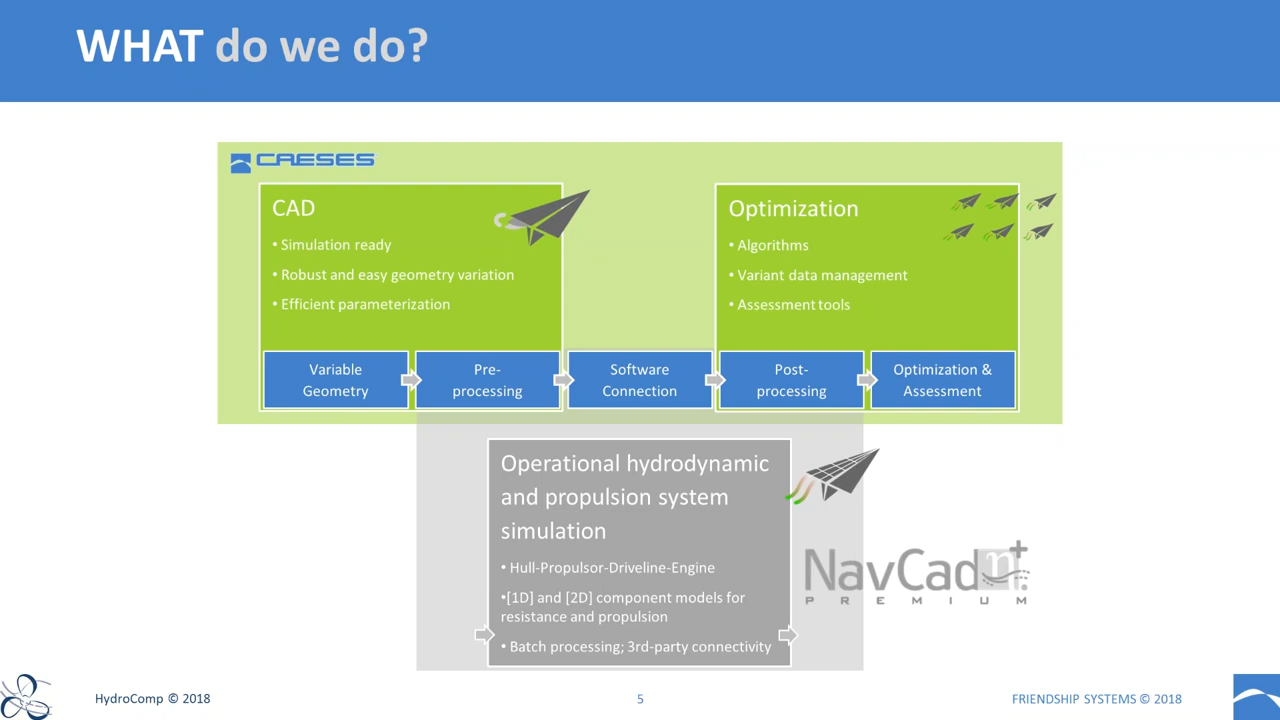 WHAT do we do?
CAESES
CAD
• Simulation ready
• Robust and easy geometry variation
• Efficient parameterization
Optimization
• Algorithms
• Variant data management
• Assessment tools
Variable
Geometry
Pre-
processing
Software
Connection
Post-
processing
Optimization &
Assessment
Operational hydrodynamic
and propulsion system
simulation
• Hull-Propulsor-Driveline-Engine
•[1D] and [2D] component models for
resistance and propulsion
• Batch processing; 3rd-party connectivity
NavCad n+
PREMIUM
HydroComp © 2018
5
FRIENDSHIP SYSTEMS © 2018